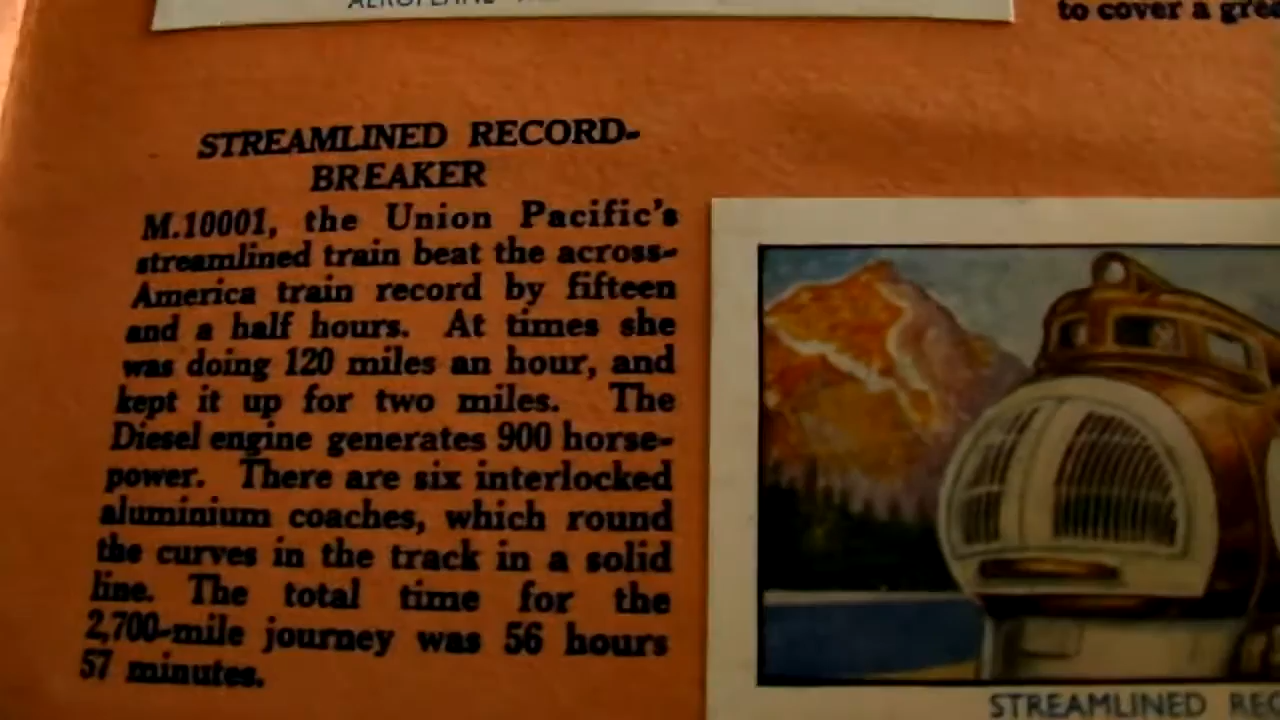 to cover a
STREAMLINED RECORD-
BREAKER
M.10001, the Union Pacific's
streamlined train beat the across-
America train record by fifteen
and a half hours. At times she
was doing 120 miles an hour, and
kept it up for two miles. The
Diesel engine generates 900 horse-
power. There are six interlocked
aluminium coaches, which round
the curves in the track in a solid
line. The total time for the
2,700-mile journey was 56 hours
57 minutes.
STREAMLINED